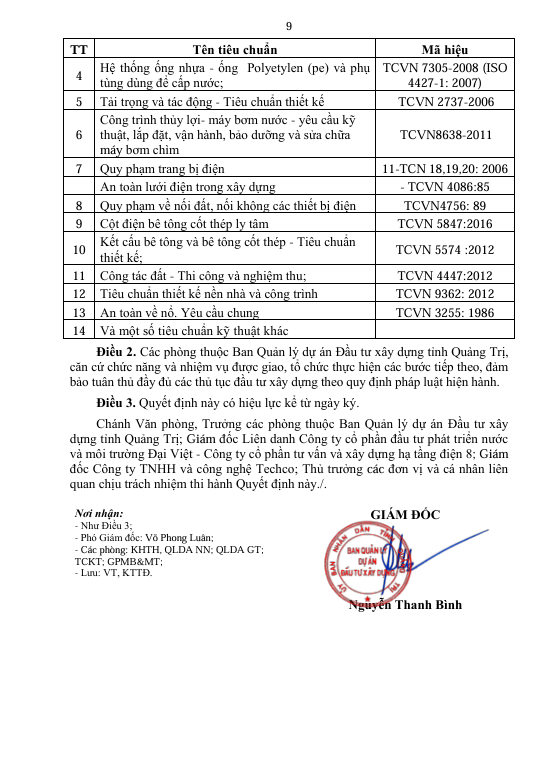 9
TT Tên tiêu chuẩn Mã hiệu
4 Hệ thống ống nhựa - ống Polyetylen (pe) và phụ tùng dùng để cấp nước; TCVN 7305-2008 (ISO 4427-1: 2007)
5 Tải trọng và tác động - Tiêu chuẩn thiết kế TCVN 2737-2006
6 Công trình thủy lợi- máy bơm nước - yêu cầu kỹ thuật, lắp đặt, vận hành, bảo dưỡng và sửa chữa máy bơm chìm TCVN8638-2011
7 Quy phạm trang bị điện 11-TCN 18,19,20: 2006
An toàn lưới điện trong xây dựng - TCVN 4086:85
8 Quy phạm về nối đất, nối không các thiết bị điện TCVN4756: 89
9 Cột điện bê tông cốt thép ly tâm TCVN 5847:2016
10 Kết cấu bê tông và bê tông cốt thép - Tiêu chuẩn thiết kế; TCVN 5574 :2012
11 Công tác đất - Thi công và nghiệm thu; TCVN 4447:2012
12 Tiêu chuẩn thiết kế nền nhà và công trình TCVN 9362: 2012
13 An toàn về nổ. Yêu cầu chung TCVN 3255: 1986
14 Và một số tiêu chuẩn kỹ thuật khác
Điều 2. Các phòng thuộc Ban Quản lý dự án Đầu tư xây dựng tỉnh Quảng Trị,
căn cứ chức năng và nhiệm vụ được giao, tổ chức thực hiện các bước tiếp theo, đảm
bảo tuân thủ đầy đủ các thủ tục đầu tư xây dựng theo quy định pháp luật hiện hành.
Điều 3. Quyết định này có hiệu lực kể từ ngày ký.
Chánh Văn phòng, Trưởng các phòng thuộc Ban Quản lý dự án Đầu tư xây
dựng tỉnh Quảng Trị; Giám đốc Liên danh Công ty cổ phần đầu tư phát triển nước
và môi trường Đại Việt - Công ty cổ phần tư vấn và xây dựng hạ tầng điện 8; Giám
đốc Công ty TNHH và công nghệ Techco; Thủ trưởng các đơn vị và cá nhân liên
quan chịu trách nhiệm thi hành Quyết định này./.
Nơi nhận:
- Như Điều 3;
- Phó Giám đốc: Võ Phong Luân;
- Các phòng: KHTH, QLDA NN; QLDA GT;
TCKT; GPMB&MT;
- Lưu: VT, KTTĐ.
GIÁM ĐỐC
ỦY BAN NHÂN DÂN TỈNH QUẢNG TRỊ
BAN QUẢN LÝ
DỰ ÁN
ĐẦU TƯ XÂY DỰNG
Nguyễn Thanh Bình